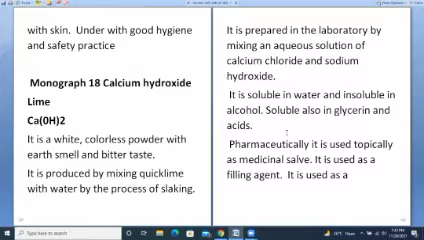 with skin. Under with good hygiene
and safety practice
Monograph 18 Calcium hydroxide
Lime
Ca(0H)2
It is a white, colorless powder with
earth smell and bitter taste.
It is produced by mixing quicklime
with water by the process of slaking.
It is prepared in the laboratory by
mixing an aqueous solution of
calcium chloride and sodium
hydroxide.
It is soluble in water and insoluble in
alcohol. Soluble also in glycerin and
acids.
Pharmaceutically it is used topically
as medicinal salve. It is used as a
filling agent. It is used as a
Type here to search